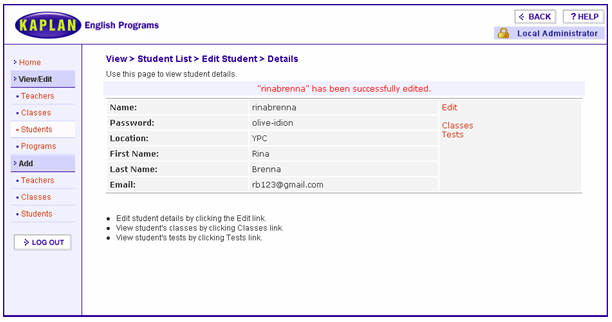 KAPLAN English Programs
BACK
? HELP
Local Administrator
Home
View/Edit
Teachers
Classes
Students
Programs
Add
Teachers
Classes
Students
LOG OUT
View > Student List > Edit Student > Details
Use this page to view student details.
"rinabrenna" has been successfully edited.
Name: rinabrenna Edit
Password: olive-idion Classes
Location: YPC Tests
First Name: Rina
Last Name: Brenna
Email: rb123@gmail.com
Edit student details by clicking the Edit link.
View student's classes by clicking Classes link.
View student's tests by clicking Tests link.